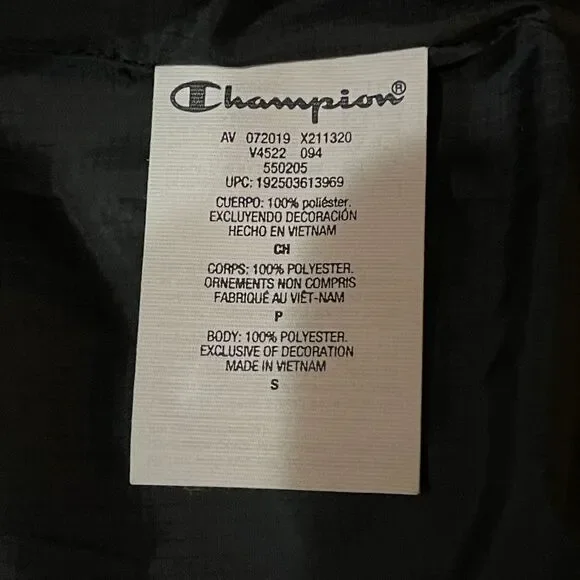 Champion®
AV 072019 X211320
V4522 094
550205
UPC: 192503613969
CUERPO: 100% poliéster.
EXCLUYENDO DECORACIÓN
HECHO EN VIETNAM
CH
CORPS: 100% POLYESTER.
ORNEMENTS NON COMPRIS
FABRIQUÉ AU VIÊT-NAM
P
BODY: 100% POLYESTER.
EXCLUSIVE OF DECORATION
MADE IN VIETNAM
S